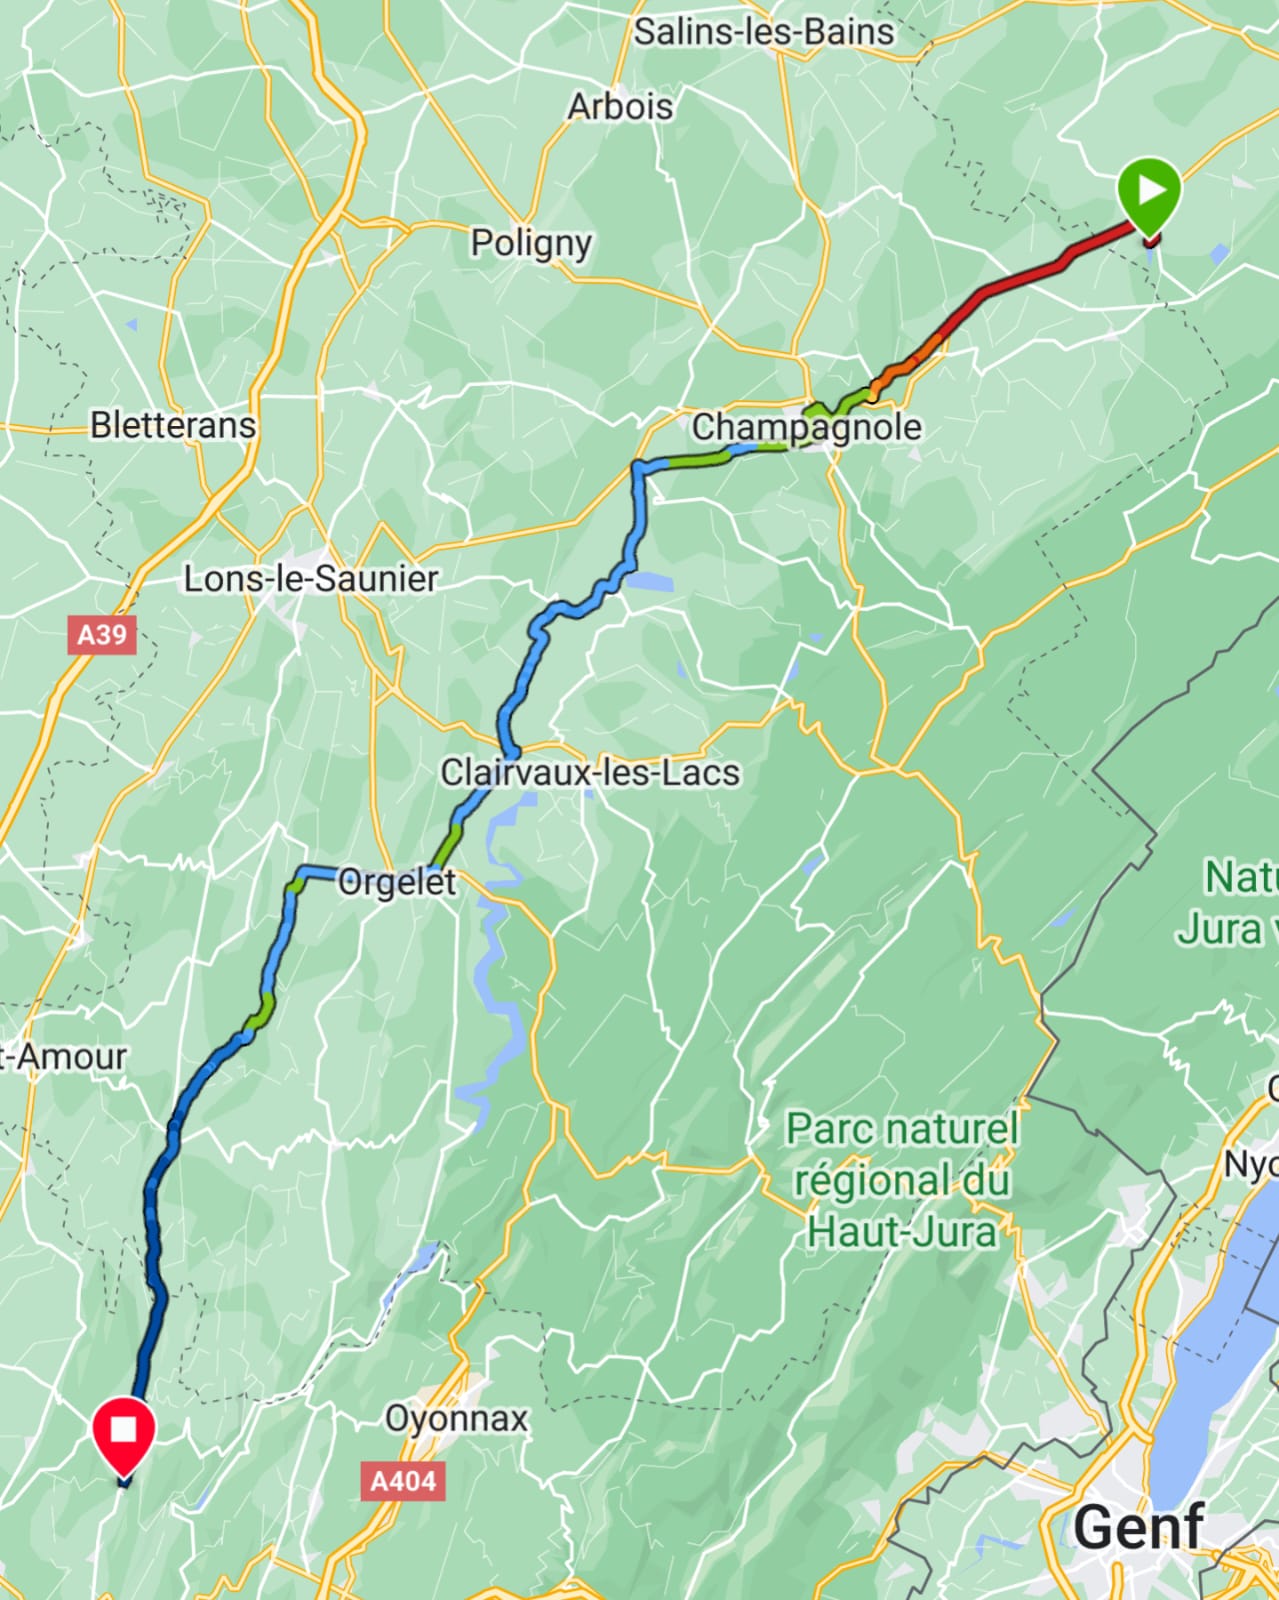 Salins-les-Bains
Arbois
Poligny
Bletterans
Champagnole
Lons-le-Saunier
A39
Clairvaux-les-Lacs
Orgelet
Natu
Jura v
t-Amour
Parc naturel
régional du
Haut-Jura
Nyo
Oyonnax
A404
Genf